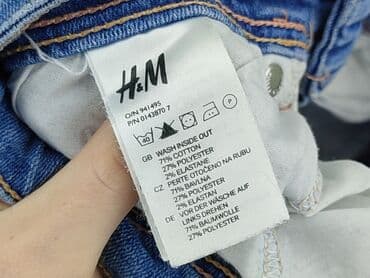 H&M
O/N 941495
P/N 0143870 7
40 P
GB WASH INSIDE OUT
71% COTTON
27% POLYESTER
2% ELASTANE
CZ PERTE OTOČENO NA RUBU
71% BAVLNA
27% POLYESTER
2% ELASTAN
DE VOR DER WÄSCHE AUF
LINKS DREHEN
71% BAUMWOLLE
27% POLYESTER